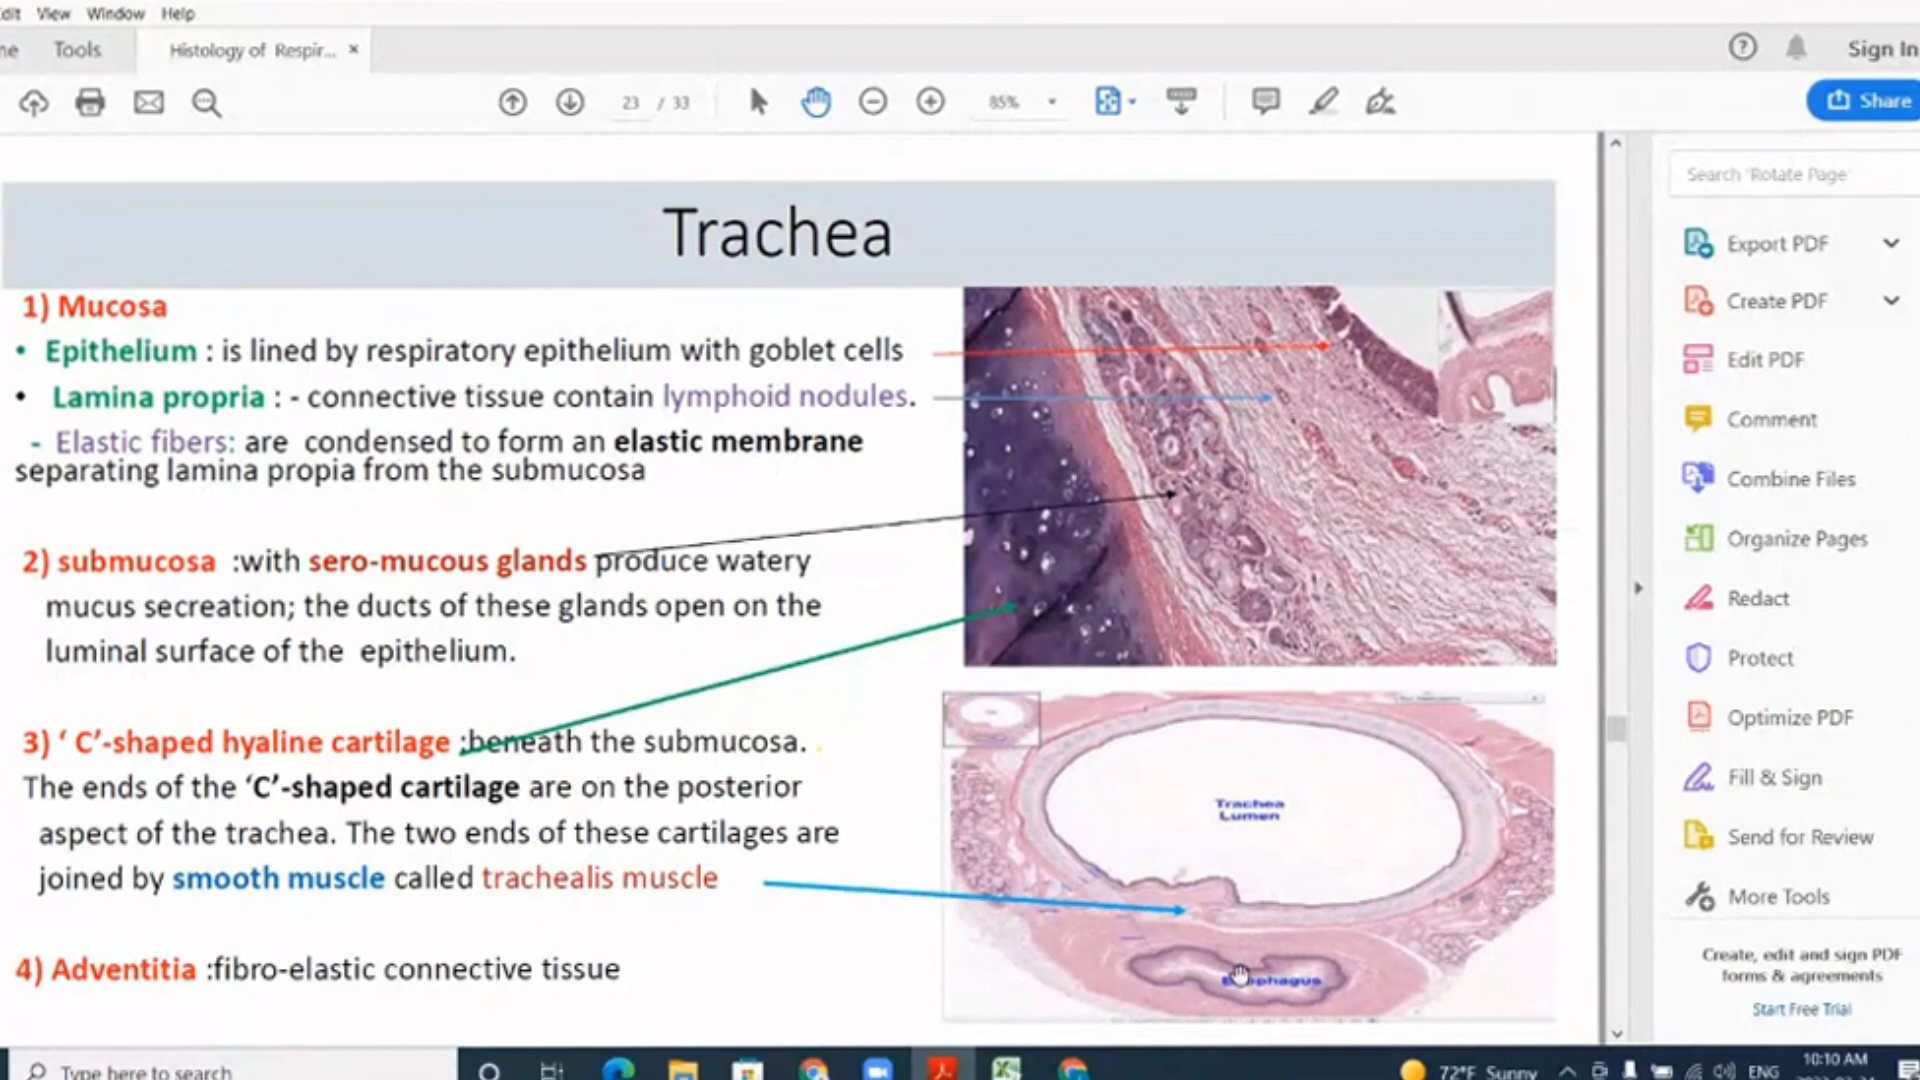 View Window Help
Tools Histology of Respir... × Sign In
23 / 33 85% Share
Trachea
1) Mucosa
• Epithelium : is lined by respiratory epithelium with goblet cells
• Lamina propria : - connective tissue contain lymphoid nodules.
- Elastic fibers: are condensed to form an elastic membrane
separating lamina propia from the submucosa
2) submucosa :with sero-mucous glands produce watery
mucus secreation; the ducts of these glands open on the
luminal surface of the epithelium.
3) ‘ C’-shaped hyaline cartilage ;beneath the submucosa.
The ends of the ‘C’-shaped cartilage are on the posterior
aspect of the trachea. The two ends of these cartilages are
joined by smooth muscle called trachealis muscle
4) Adventitia :fibro-elastic connective tissue
Trachea
Lumen
Search 'Rotate Page'
Export PDF
Create PDF
Edit PDF
Comment
Combine Files
Organize Pages
Redact
Protect
Optimize PDF
Fill & Sign
Send for Review
More Tools
Create, edit and sign PDF
forms & agreements
Start Free Trial
Type here to search
72°F Sunny ENG 10:10 AM